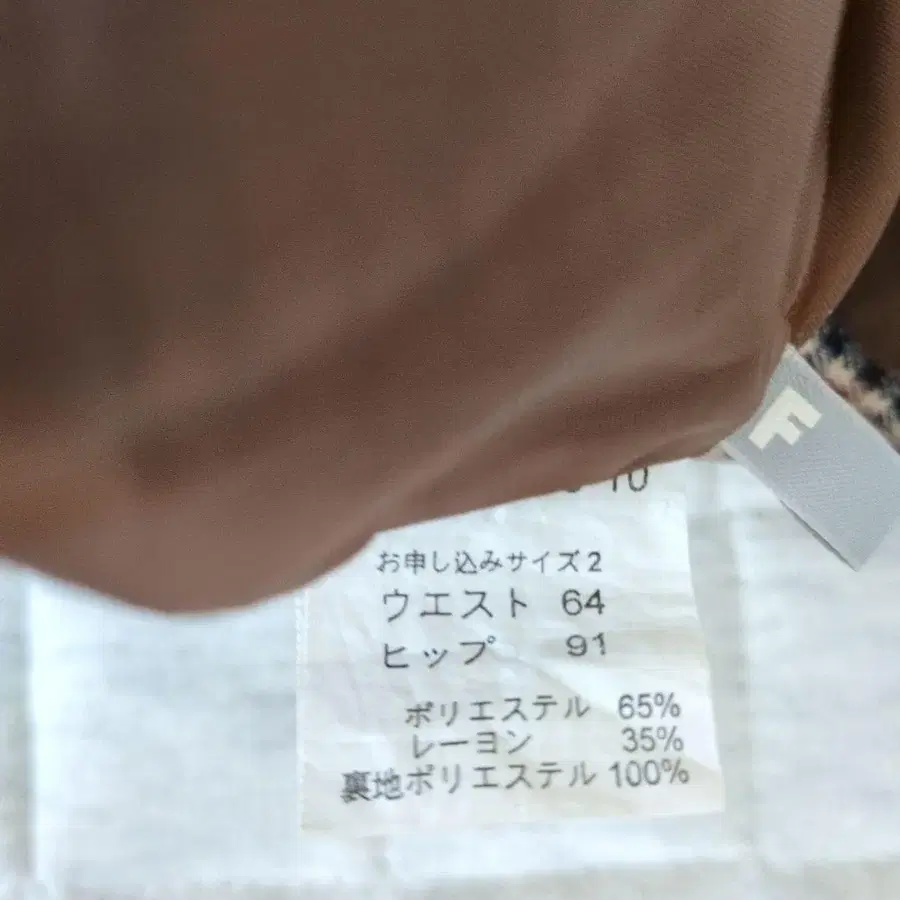 10
F
お申し込みサイズ2
ウエスト 64
ヒップ 91
ポリエステル 65%
レーヨン 35%
裏地ポリエステル 100%